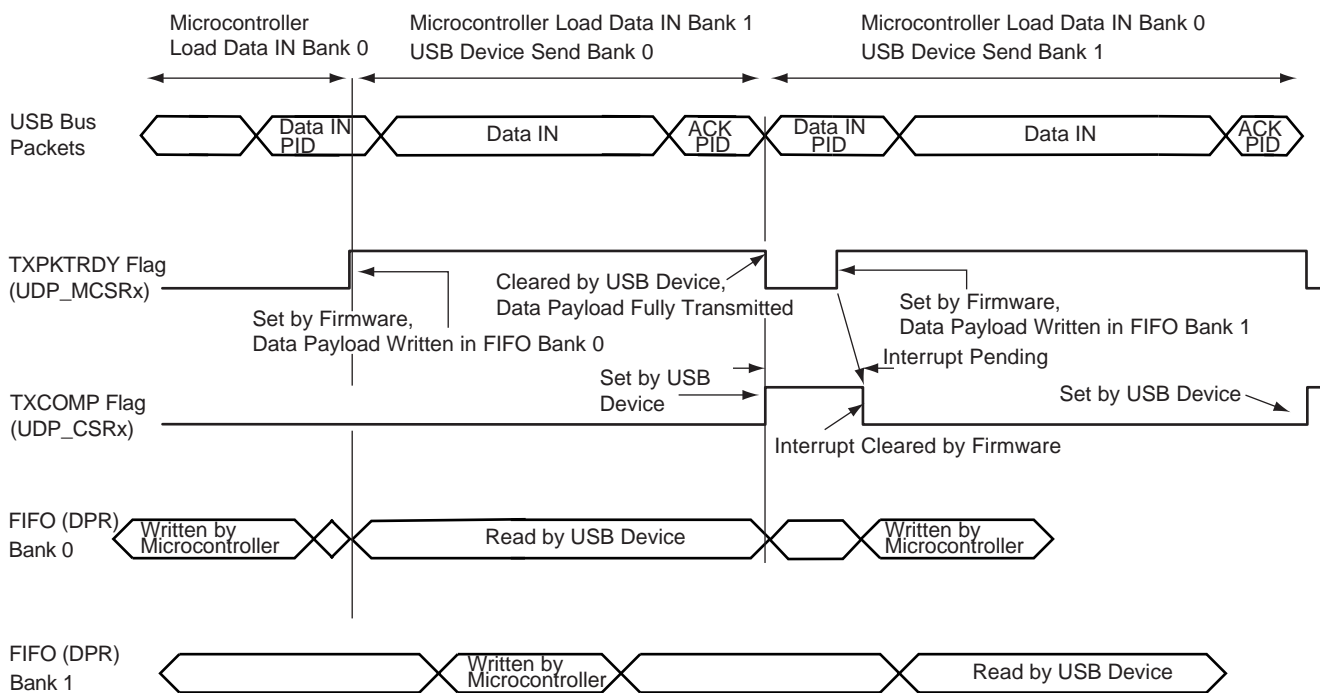 Microcontroller
Load Data IN Bank 0
Microcontroller Load Data IN Bank 1
USB Device Send Bank 0
Microcontroller Load Data IN Bank 0
USB Device Send Bank 1
USB Bus
Packets
Data IN
PID
Data IN
ACK
PID
Data IN
PID
Data IN
ACK
PID
TXPKTRDY Flag
(UDP_MCSRx)
Set by Firmware,
Data Payload Written in FIFO Bank 0
Cleared by USB Device,
Data Payload Fully Transmitted
Set by Firmware,
Data Payload Written in FIFO Bank 1
Interrupt Pending
TXCOMP Flag
(UDP_CSRx)
Set by USB
Device
Interrupt Cleared by Firmware
Set by USB Device
FIFO (DPR)
Bank 0
Written by
Microcontroller
Read by USB Device
Written by
Microcontroller
FIFO (DPR)
Bank 1
Written by
Microcontroller
Read by USB Device